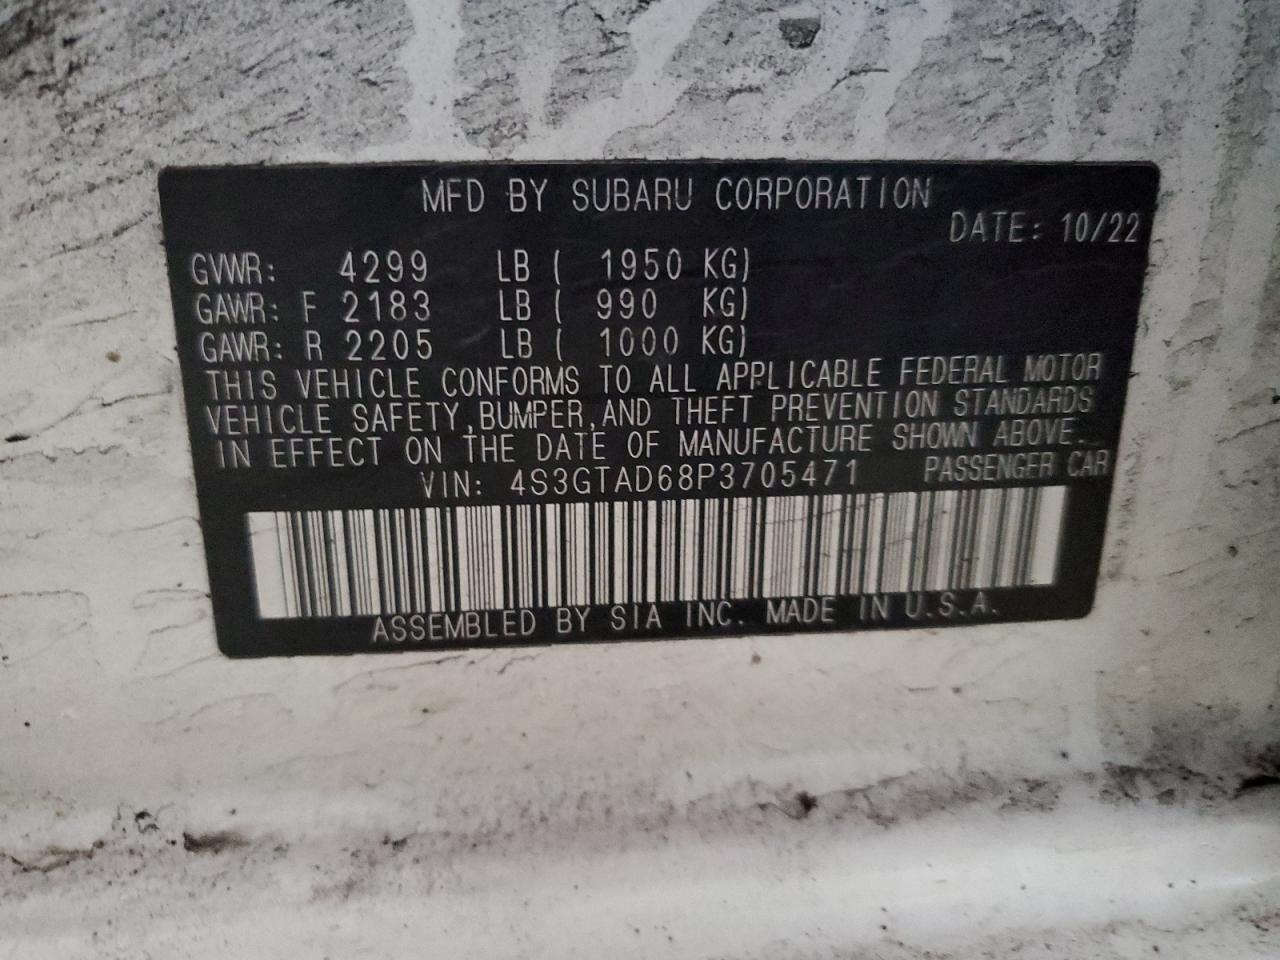 MFD BY SUBARU CORPORATION
DATE: 10/22
GVWR: 4299 LB ( 1950 KG)
GAWR: F 2183 LB ( 990 KG)
GAWR: R 2205 LB ( 1000 KG)
THIS VEHICLE CONFORMS TO ALL APPLICABLE FEDERAL MOTOR
VEHICLE SAFETY,BUMPER,AND THEFT PREVENTION STANDARDS
IN EFFECT ON THE DATE OF MANUFACTURE SHOWN ABOVE.
VIN: 4S3GTAD68P3705471 PASSENGER CAR
ASSEMBLED BY SIA INC. MADE IN U.S.A.